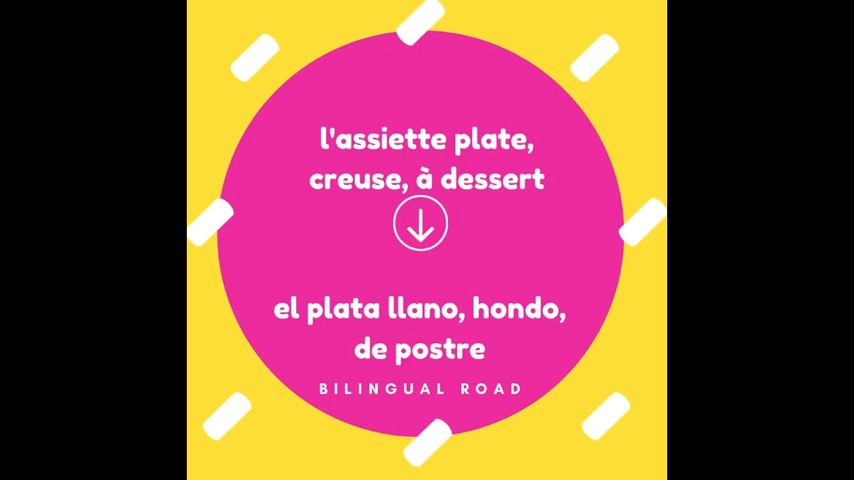 l'assiette plate,
creuse, à dessert
el plata llano, hondo,
de postre
BILINGUAL ROAD